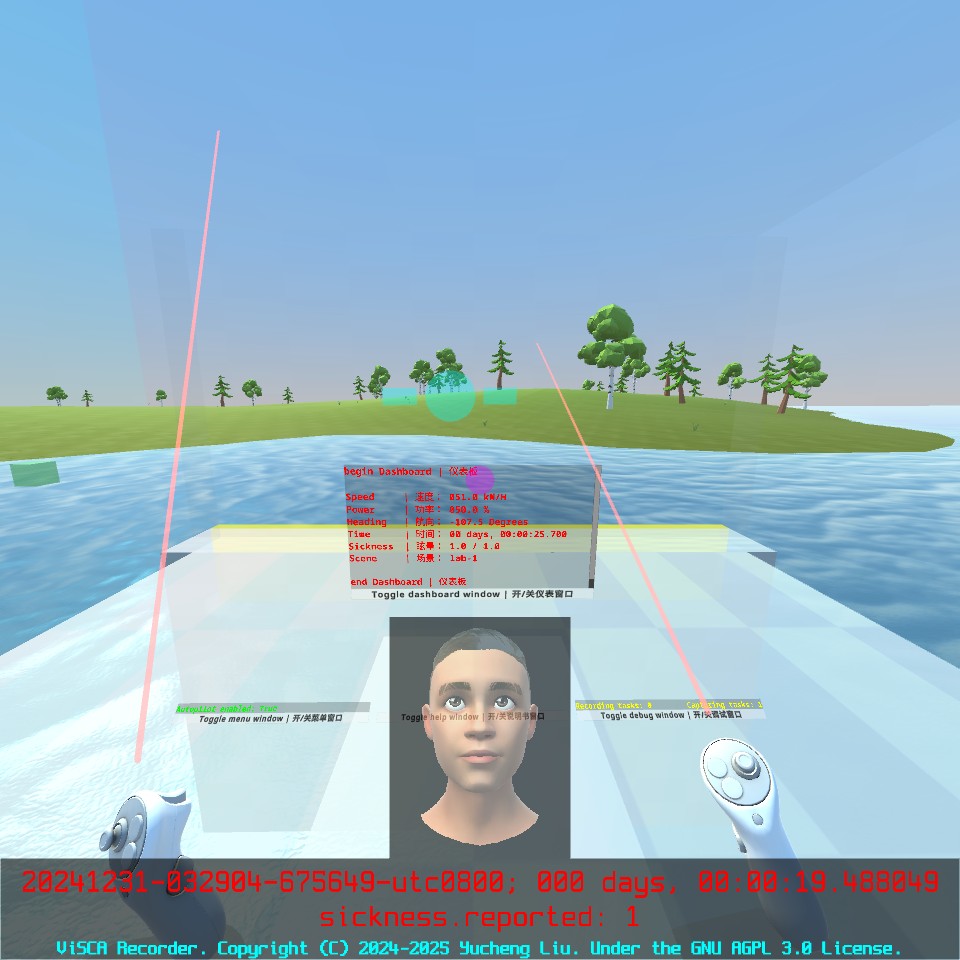 begin Dashboard | 仪表板
Speed | 速度： 051.0 kN/H
Power | 功率： 050.0 %
Heading | 航向： -107.5 Degrees
Time | 时间： 00 days, 00:00:25.700
Sickness | 眩晕： 1.0 / 1.0
Scene | 场景： lab-1
end Dashboard | 仪表板
Toggle dashboard window | 开/关仪表窗口
Autopilot enabled: True
Toggle menu window | 开/关菜单窗口
Toggle help window | 开/关说明书窗口
Recording tasks: 0 Capturing tasks: 1
Toggle debug window | 开/关调试窗口
20241231-032904-675649-utc0800; 000 days, 00:00:19.488049
sickness.reported: 1
ViSCA Recorder. Copyright (C) 2024-2025 Yucheng Liu. Under the GNU AGPL 3.0 License.